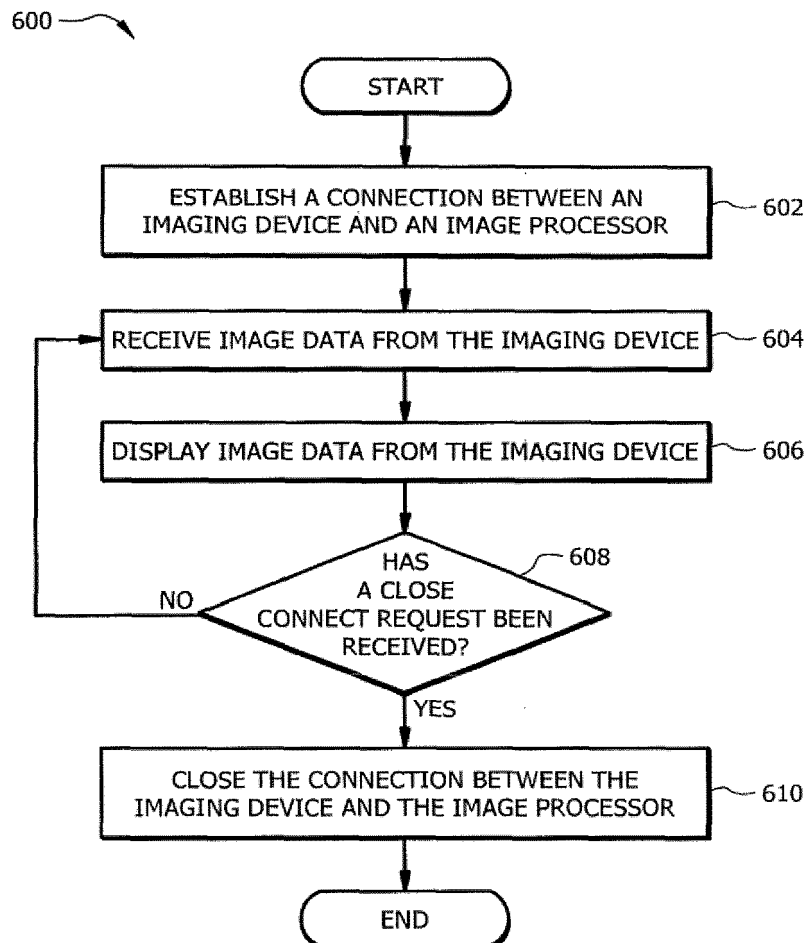 600
START
ESTABLISH A CONNECTION BETWEEN AN
IMAGING DEVICE AND AN IMAGE PROCESSOR
602
RECEIVE IMAGE DATA FROM THE IMAGING DEVICE
604
DISPLAY IMAGE DATA FROM THE IMAGING DEVICE
606
HAS
A CLOSE
CONNECT REQUEST BEEN
RECEIVED?
608
NO
YES
CLOSE THE CONNECTION BETWEEN THE
IMAGING DEVICE AND THE IMAGE PROCESSOR
610
END